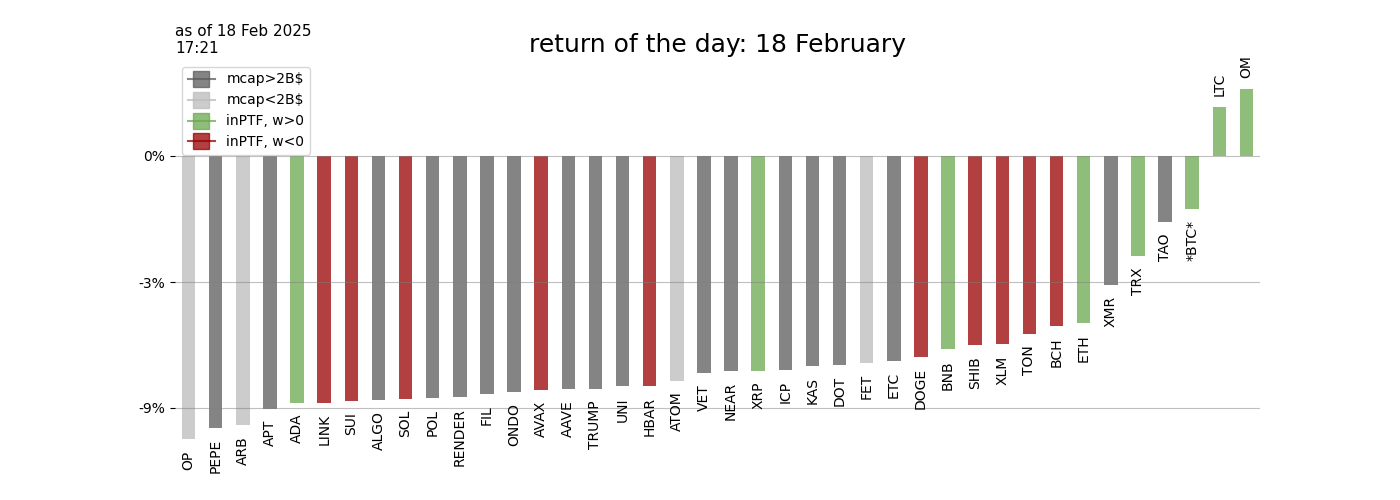 as of 18 Feb 2025
17:21
return of the day: 18 February
mcap>2B$
mcap<2B$
inPTF, w>0
inPTF, w<0
0%
-3%
-9%
OP
PEPE
ARB
APT
ADA
LINK
SUI
ALGO
SOL
POL
RENDER
FIL
ONDO
AVAX
AAVE
TRUMP
UNI
HBAR
ATOM
VET
NEAR
XRP
ICP
KAS
DOT
FET
ETC
DOGE
BNB
SHIB
XLM
TON
BCH
ETH
XMR
TRX
TAO
*BTC*
LTC
OM